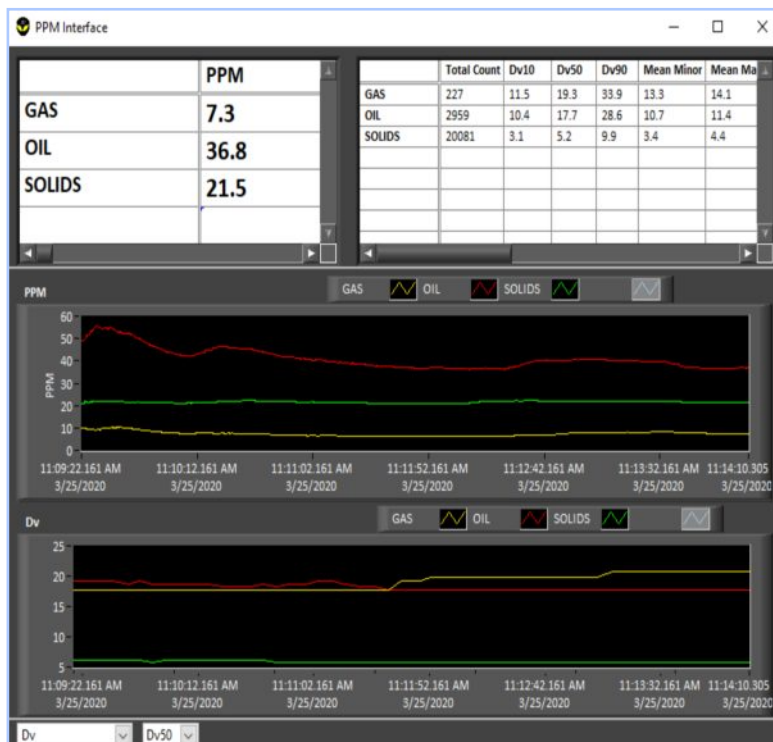 PPM Interface
PPM
GAS 7.3
OIL 36.8
SOLIDS 21.5
Total Count Dv10 Dv50 Dv90 Mean Minor Mean Ma
GAS 227 11.5 19.3 33.9 13.3 14.1
OIL 2959 10.4 17.7 28.6 10.7 11.4
SOLIDS 20081 3.1 5.2 9.9 3.4 4.4
PPM
GAS OIL SOLIDS
PPM
60
50
40
30
20
10
0
11:09:22.161 AM 11:10:12.161 AM 11:11:02.161 AM 11:11:52.161 AM 11:12:42.161 AM 11:13:32.161 AM 11:14:10.305
3/25/2020 3/25/2020 3/25/2020 3/25/2020 3/25/2020 3/25/2020 3/25/2020
Dv
GAS OIL SOLIDS
25
20
15
10
5
11:09:22.161 AM 11:10:12.161 AM 11:11:02.161 AM 11:11:52.161 AM 11:12:42.161 AM 11:13:32.161 AM 11:14:10.305
3/25/2020 3/25/2020 3/25/2020 3/25/2020 3/25/2020 3/25/2020 3/25/2020
Dv Dv50